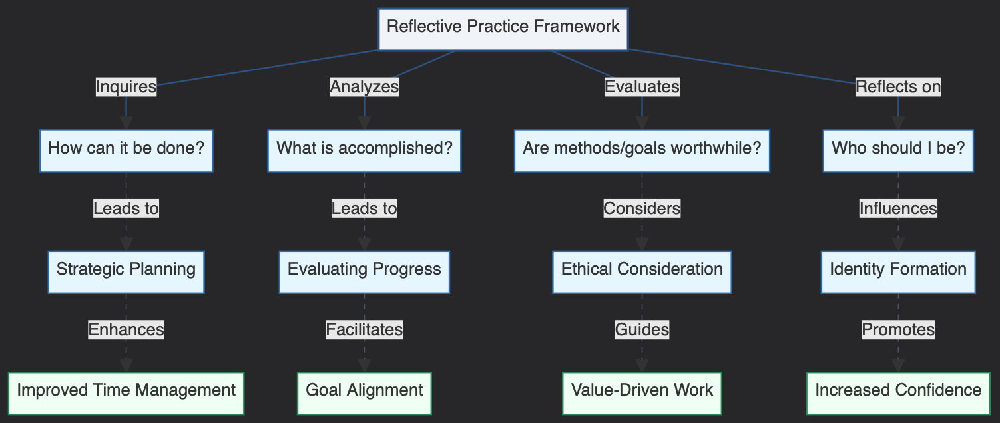 Reflective Practice Framework
Inquires
Analyzes
Evaluates
Reflects on
How can it be done?
What is accomplished?
Are methods/goals worthwhile?
Who should I be?
Leads to
Leads to
Considers
Influences
Strategic Planning
Evaluating Progress
Ethical Consideration
Identity Formation
Enhances
Facilitates
Guides
Promotes
Improved Time Management
Goal Alignment
Value-Driven Work
Increased Confidence